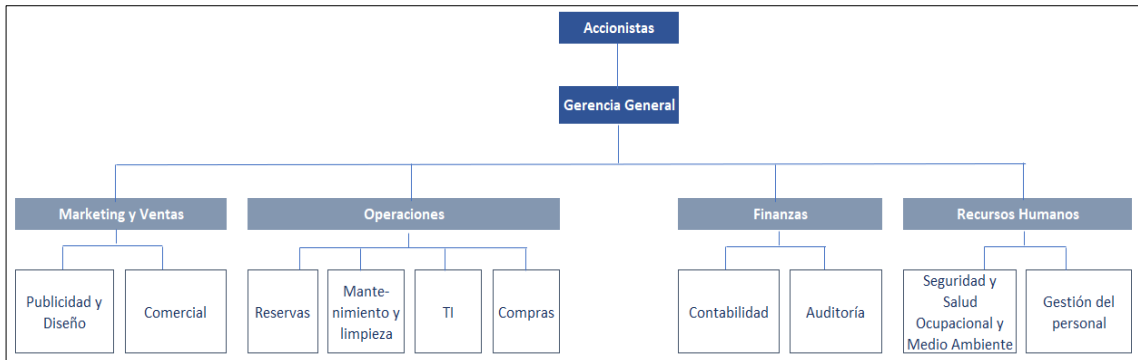 Accionistas
Gerencia General
Marketing y Ventas
Operaciones
Finanzas
Recursos Humanos
Publicidad y
Diseño
Comercial
Reservas
Mante-
nimiento y
limpieza
TI
Compras
Contabilidad
Auditoría
Seguridad y
Salud
Ocupacional y
Medio Ambiente
Gestión del
personal